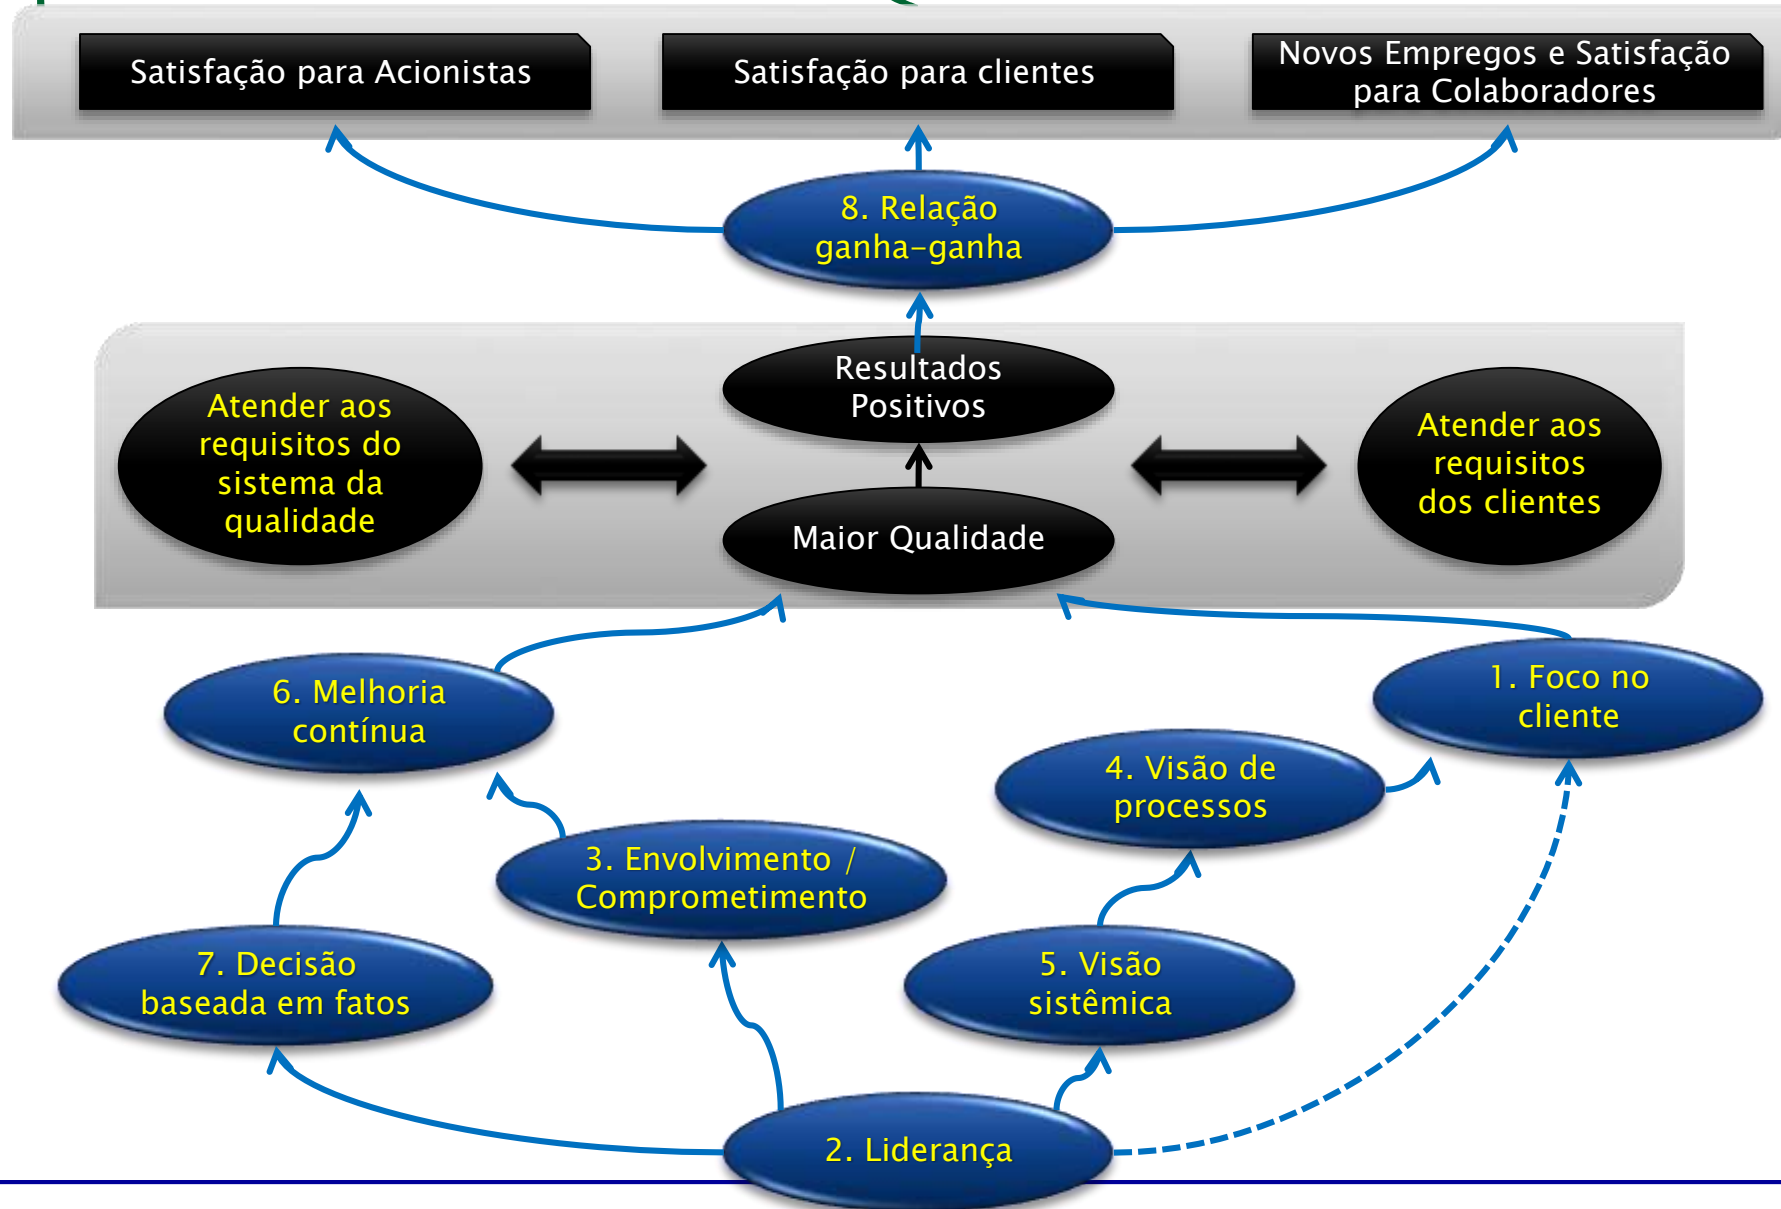 Satisfação para Acionistas
Satisfação para clientes
Novos Empregos e Satisfação
para Colaboradores
8. Relação
ganha-ganha
Resultados
Positivos
Atender aos
requisitos do
sistema da
qualidade
Atender aos
requisitos
dos clientes
Maior Qualidade
6. Melhoria
contínua
1. Foco no
cliente
4. Visão de
processos
3. Envolvimento /
Comprometimento
7. Decisão
baseada em fatos
5. Visão
sistêmica
2. Liderança